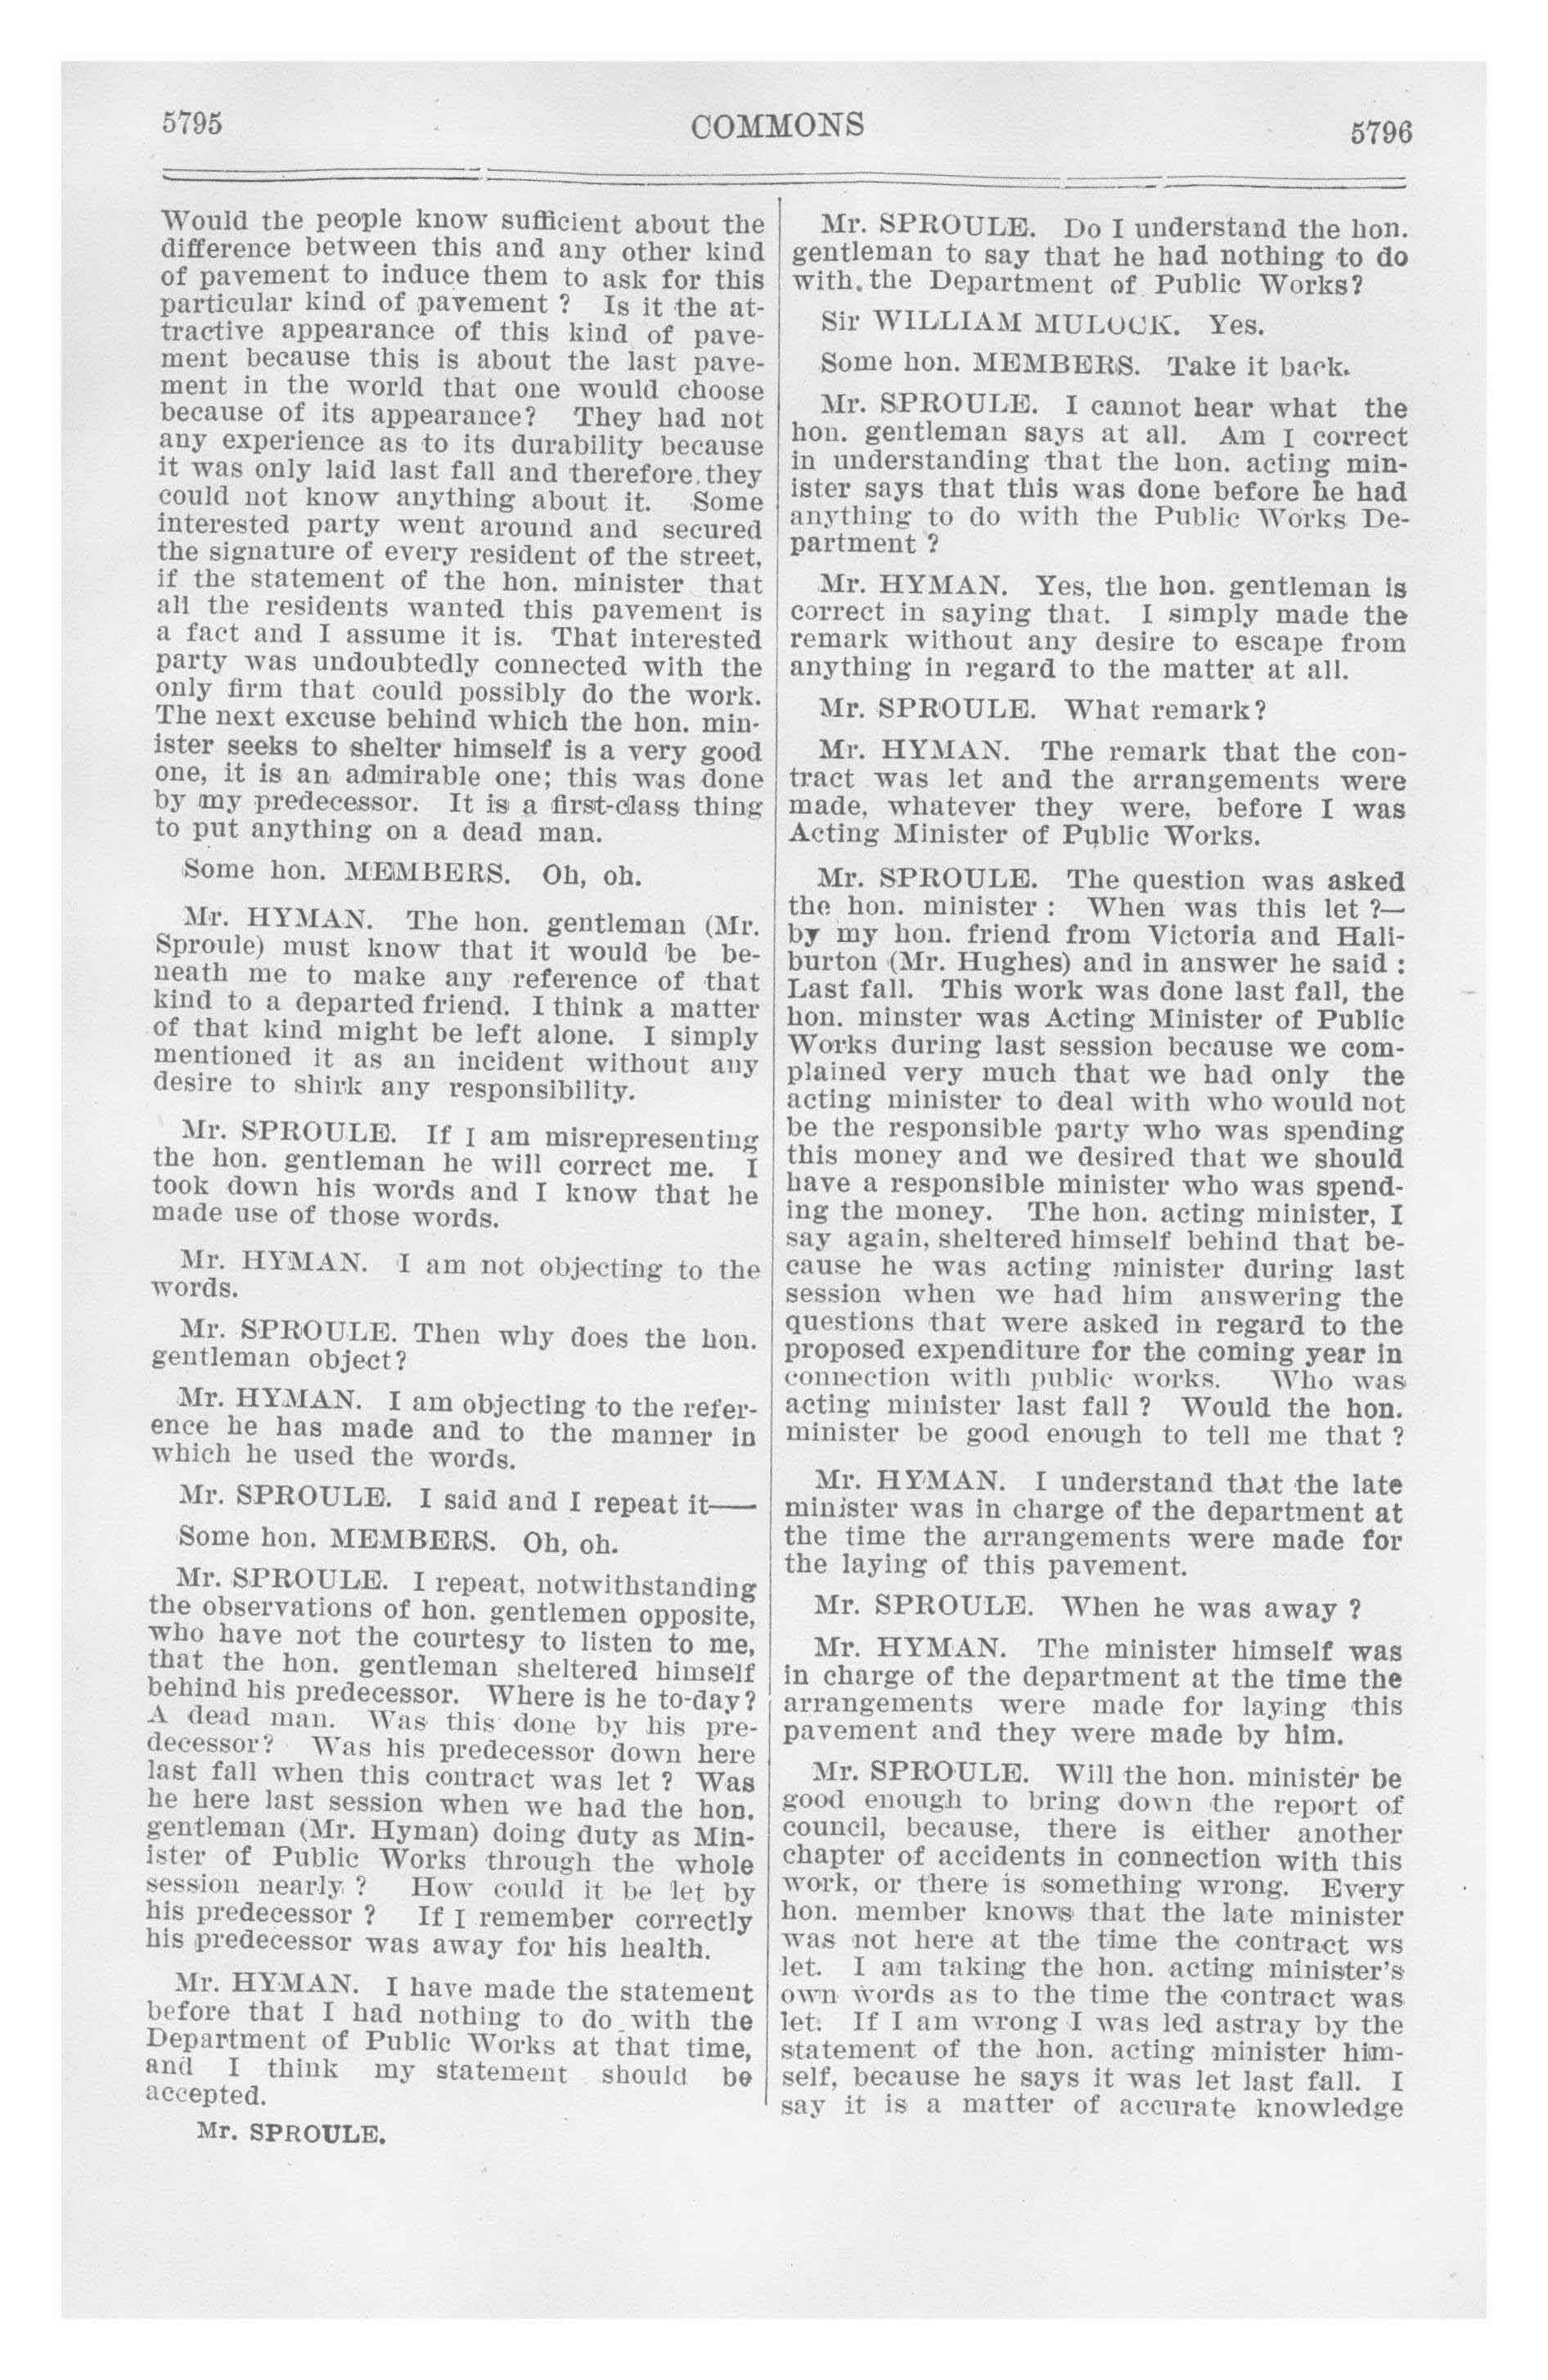 5795
COMMONS
5796
Would the people know sufficient about the
difference between this and any other kind
of pavement to induce them to ask for this
particular kind of pavement ? Is it the at-
tractive appearance of this kind of pave-
ment because this is about the last pave-
ment in the world that one would choose
because of its appearance? They had not
any experience as to its durability because
it was only laid last fall and therefore they
could not know anything about it. Some
interested party went around and secured
the signature of every resident of the street,
if the statement of the hon. minister that
all the residents wanted this pavement is
a fact and I assume it is. That interested
party was undoubtedly connected with the
only firm that could possibly do the work.
The next excuse behind which the hon. min-
ister seeks to shelter himself is a very good
one, it is an admirable one; this was done
by my predecessor. It is a first-class thing
to put anything on a dead man.
Some hon. MEMBERS. Oh, oh.
Mr. HYMAN. The hon. gentleman (Mr.
Sproule) must know that it would be be-
neath me to make any reference of that
kind to a departed friend. I think a matter
of that kind might be left alone. I simply
mentioned it as an incident without any
desire to shirk any responsibility.
Mr. SPROULE. If I am misrepresenting
the hon. gentleman he will correct me. I
took down his words and I know that he
made use of those words.
Mr. HYMAN. I am not objecting to the
words.
Mr. SPROULE. Then why does the hon.
gentleman object?
Mr. HYMAN. I am objecting to the refer-
ence he has made and to the manner in
which he used the words.
Mr. SPROULE. I said and I repeat it—
Some hon. MEMBERS. Oh, oh.
Mr. SPROULE. I repeat, notwithstanding
the observations of hon. gentlemen opposite,
who have not the courtesy to listen to me,
that the hon. gentleman sheltered himself
behind his predecessor. Where is he to-day?
A dead man. Was this done by his pre-
decessor? Was his predecessor down here
last fall when this contract was let ? Was
he here last session when we had the hon.
gentleman (Mr. Hyman) doing duty as Min-
ister of Public Works through the whole
session nearly ? How could it be let by
his predecessor ? If I remember correctly
his predecessor was away for his health.
Mr. HYMAN. I have made the statement
before that I had nothing to do with the
Department of Public Works at that time,
and I think my statement should be
accepted.
Mr. SPROULE.
Mr. SPROULE. Do I understand the hon.
gentleman to say that he had nothing to do
with the Department of Public Works?
Sir WILLIAM MULOCK. Yes.
Some hon. MEMBERS. Take it back.
Mr. SPROULE. I cannot hear what the
hon. gentleman says at all. Am I correct
in understanding that the hon. acting min-
ister says that this was done before he had
anything to do with the Public Works De-
partment ?
Mr. HYMAN. Yes, the hon. gentleman is
correct in saying that. I simply made the
remark without any desire to escape from
anything in regard to the matter at all.
Mr. SPROULE. What remark?
Mr. HYMAN. The remark that the con-
tract was let and the arrangements were
made, whatever they were, before I was
Acting Minister of Public Works.
Mr. SPROULE. The question was asked
the hon. minister : When was this let ?—
by my hon. friend from Victoria and Hali-
burton (Mr. Hughes) and in answer he said :
Last fall. This work was done last fall, the
hon. minster was Acting Minister of Public
Works during last session because we com-
plained very much that we had only the
acting minister to deal with who would not
be the responsible party who was spending
this money and we desired that we should
have a responsible minister who was spend-
ing the money. The hon. acting minister, I
say again, sheltered himself behind that be-
cause he was acting minister during last
session when we had him answering the
questions that were asked in regard to the
proposed expenditure for the coming year in
connection with public works. Who was
acting minister last fall ? Would the hon.
minister be good enough to tell me that ?
Mr. HYMAN. I understand that the late
minister was in charge of the department at
the time the arrangements were made for
the laying of this pavement.
Mr. SPROULE. When he was away ?
Mr. HYMAN. The minister himself was
in charge of the department at the time the
arrangements were made for laying this
pavement and they were made by him.
Mr. SPROULE. Will the hon. minister be
good enough to bring down the report of
council, because, there is either another
chapter of accidents in connection with this
work, or there is something wrong. Every
hon. member knows that the late minister
was not here at the time the contract ws
let. I am taking the hon. acting minister's
own words as to the time the contract was
let. If I am wrong I was led astray by the
statement of the hon. acting minister him-
self, because he says it was let last fall. I
say it is a matter of accurate knowledge